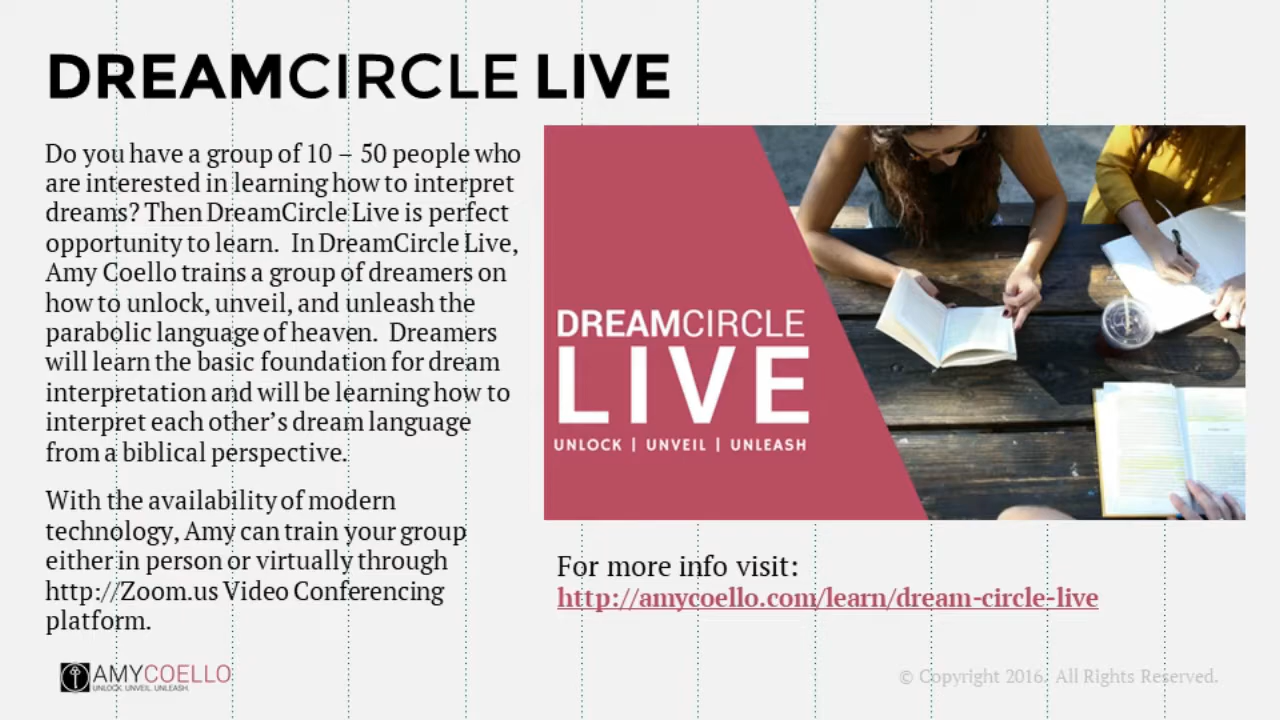 DREAMCIRCLE LIVE
Do you have a group of 10 – 50 people who
are interested in learning how to interpret
dreams? Then DreamCircle Live is perfect
opportunity to learn.  In DreamCircle Live,
Amy Coello trains a group of dreamers on
how to unlock, unveil, and unleash the
parabolic language of heaven.  Dreamers
will learn the basic foundation for dream
interpretation and will be learning how to
interpret each other’s dream language
from a biblical perspective.
With the availability of modern
technology, Amy can train your group
either in person or virtually through
http://Zoom.us Video Conferencing
platform.
DREAMCIRCLE
LIVE
UNLOCK | UNVEIL | UNLEASH
For more info visit:
http://amycoello.com/learn/dream-circle-live
AMYCOELLO
UNLOCK. UNVEIL. UNLEASH.
© Copyright 2016.  All Rights Reserved.